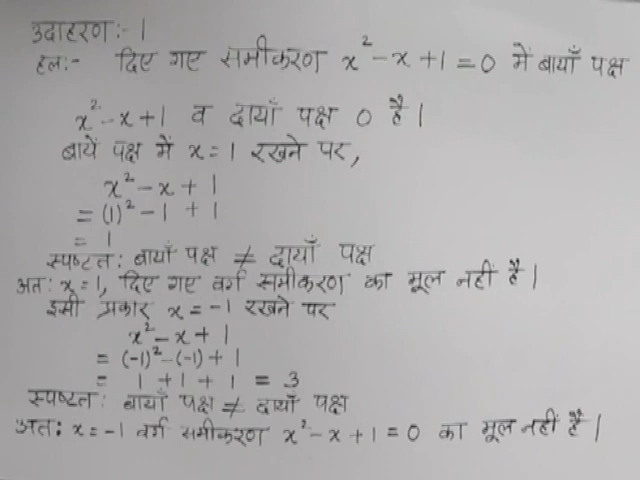 उदाहरण:- 1
हल:- दिए गए समीकरण x² - x + 1 = 0 में बायाँ पक्ष
x² - x + 1 व दायाँ पक्ष 0 है।
बायें पक्ष में x = 1 रखने पर,
x² - x + 1
= (1)² - 1 + 1
= 1
स्पष्टत: बायाँ पक्ष ≠ दायाँ पक्ष
अत: x = 1, दिए गए वर्ग समीकरण का मूल नहीं है।
इसी प्रकार x = -1 रखने पर
x² - x + 1
= (-1)² - (-1) + 1
= 1 + 1 + 1 = 3
स्पष्टत: बायाँ पक्ष ≠ दायाँ पक्ष
अत: x = -1 वर्ग समीकरण x² - x + 1 = 0 का मूल नहीं है।